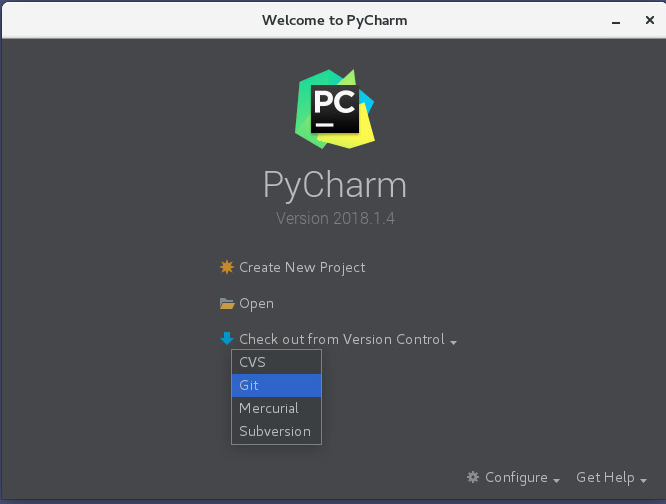 Welcome to PyCharm
PC
PyCharm
Version 2018.1.4
Create New Project
Open
Check out from Version Control
CVS
Git
Mercurial
Subversion
Configure Get Help